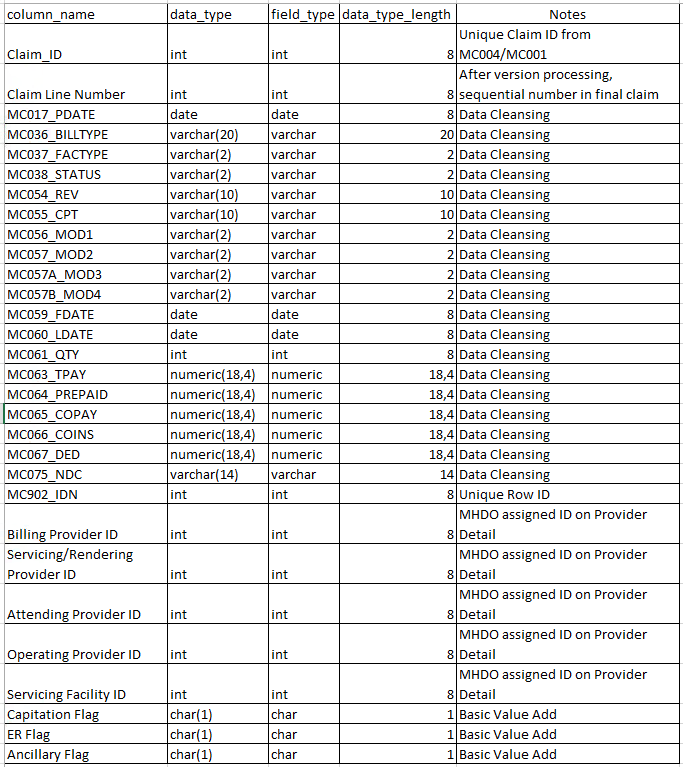 column_name data_type field_type data_type_length Notes
Unique Claim ID from
Claim_ID int int 8 MC004/MC001
After version processing,
Claim Line Number int int 8 sequential number in final claim
MC017_PDATE date date 8 Data Cleansing
MC036_BILLTYPE varchar(20) varchar 20 Data Cleansing
MC037_FACTYPE varchar(2) varchar 2 Data Cleansing
MC038_STATUS varchar(2) varchar 2 Data Cleansing
MC054_REV varchar(10) varchar 10 Data Cleansing
MC055_CPT varchar(10) varchar 10 Data Cleansing
MC056_MOD1 varchar(2) varchar 2 Data Cleansing
MC057_MOD2 varchar(2) varchar 2 Data Cleansing
MC057A_MOD3 varchar(2) varchar 2 Data Cleansing
MC057B_MOD4 varchar(2) varchar 2 Data Cleansing
MC059_FDATE date date 8 Data Cleansing
MC060_LDATE date date 8 Data Cleansing
MC061_QTY int int 8 Data Cleansing
MC063_TPAY numeric(18,4) numeric 18,4 Data Cleansing
MC064_PREPAID numeric(18,4) numeric 18,4 Data Cleansing
MC065_COPAY numeric(18,4) numeric 18,4 Data Cleansing
MC066_COINS numeric(18,4) numeric 18,4 Data Cleansing
MC067_DED numeric(18,4) numeric 18,4 Data Cleansing
MC075_NDC varchar(14) varchar 14 Data Cleansing
MC902_IDN int int 8 Unique Row ID
MHDO assigned ID on Provider
Billing Provider ID int int 8 Detail
Servicing/Rendering MHDO assigned ID on Provider
Provider ID int int 8 Detail
MHDO assigned ID on Provider
Attending Provider ID int int 8 Detail
MHDO assigned ID on Provider
Operating Provider ID int int 8 Detail
MHDO assigned ID on Provider
Servicing Facility ID int int 8 Detail
Capitation Flag char(1) char 1 Basic Value Add
ER Flag char(1) char 1 Basic Value Add
Ancillary Flag char(1) char 1 Basic Value Add